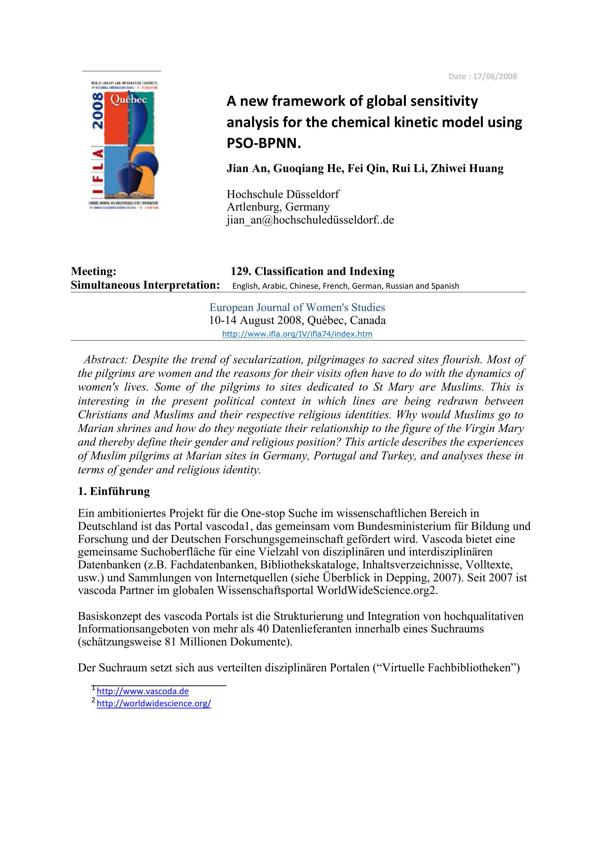 Date : 17/06/2008
WORLD LIBRARY AND INFORMATION CONGRESS:
IFLA 2008
Québec
A new framework of global sensitivity
analysis for the chemical kinetic model using
PSO-BPNN.
Jian An, Guoqiang He, Fei Qin, Rui Li, Zhiwei Huang
Hochschule Düsseldorf
Artlenburg, Germany
jian_an@hochschuledüsseldorf..de
Meeting: 129. Classification and Indexing
Simultaneous Interpretation: English, Arabic, Chinese, French, German, Russian and Spanish
European Journal of Women's Studies
10-14 August 2008, Québec, Canada
http://www.ifla.org/IV/ifla74/index.htm
Abstract: Despite the trend of secularization, pilgrimages to sacred sites flourish. Most of
the pilgrims are women and the reasons for their visits often have to do with the dynamics of
women's lives. Some of the pilgrims to sites dedicated to St Mary are Muslims. This is
interesting in the present political context in which lines are being redrawn between
Christians and Muslims and their respective religious identities. Why would Muslims go to
Marian shrines and how do they negotiate their relationship to the figure of the Virgin Mary
and thereby define their gender and religious position? This article describes the experiences
of Muslim pilgrims at Marian sites in Germany, Portugal and Turkey, and analyses these in
terms of gender and religious identity.
1. Einführung
Ein ambitioniertes Projekt für die One-stop Suche im wissenschaftlichen Bereich in
Deutschland ist das Portal vascoda1, das gemeinsam vom Bundesministerium für Bildung und
Forschung und der Deutschen Forschungsgemeinschaft gefördert wird. Vascoda bietet eine
gemeinsame Suchoberfläche für eine Vielzahl von disziplinären und interdisziplinären
Datenbanken (z.B. Fachdatenbanken, Bibliothekskataloge, Inhaltsverzeichnisse, Volltexte,
usw.) und Sammlungen von Internetquellen (siehe Überblick in Depping, 2007). Seit 2007 ist
vascoda Partner im globalen Wissenschaftsportal WorldWideScience.org2.
Basiskonzept des vascoda Portals ist die Strukturierung und Integration von hochqualitativen
Informationsangeboten von mehr als 40 Datenlieferanten innerhalb eines Suchraums
(schätzungsweise 81 Millionen Dokumente).
Der Suchraum setzt sich aus verteilten disziplinären Portalen (“Virtuelle Fachbibliotheken”)
1 http://www.vascoda.de
2 http://worldwidescience.org/